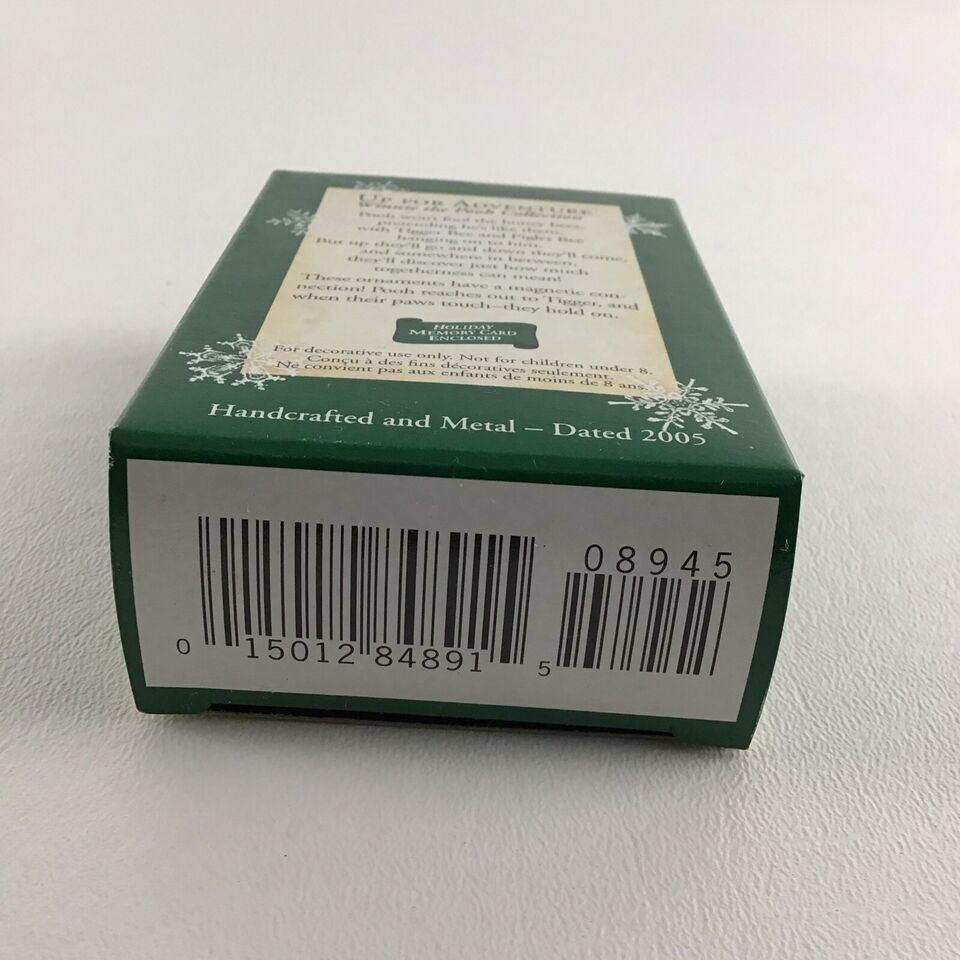 UP FOR ADVENTURE
Winnie the Pooh Collection
Pooh won't fool the honey bees,
pretending he's like them,
with Tigger Bee and Piglet Bee
hanging on to him.
But up they'll go and down they'll come,
and somewhere in between,
they'll discover just how much
togetherness can mean!
These ornaments have a magnetic con-
nection! Pooh reaches out to Tigger, and
when their paws touch—they hold on.
HOLIDAY
MEMORY CARD
ENCLOSED
For decorative use only. Not for children under 8.
Conçu à des fins décoratives seulement.
Ne convient pas aux enfants de moins de 8 ans.
Handcrafted and Metal – Dated 2005
08945
0 15012 84891 5